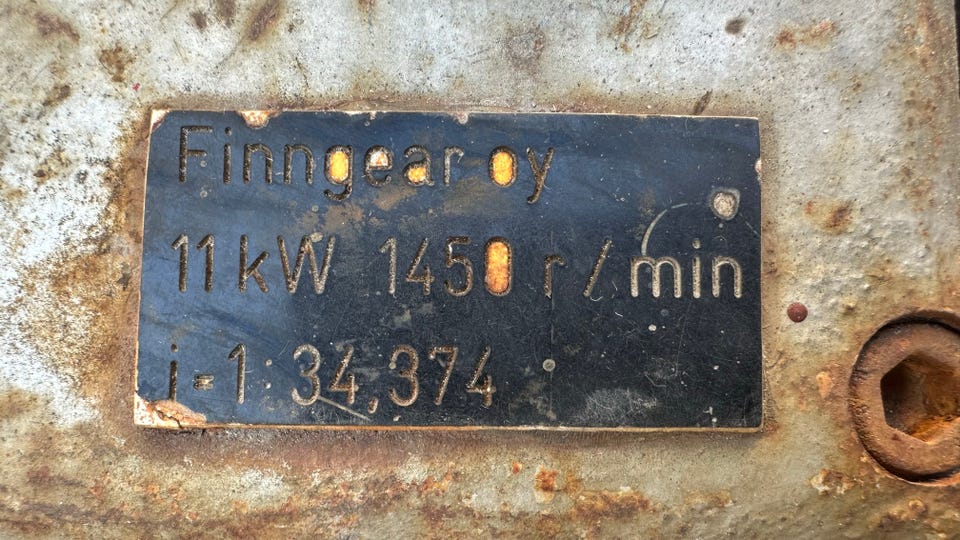 Finngear oy
11 kW 1450 r/min
i=1:34,374